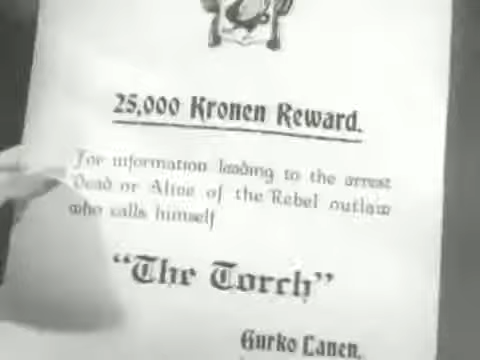 25,000 Kronen Reward.
For information leading to the arrest
Dead or Alive of the Rebel outlaw
who calls himself
"The Torch"
Gurko Lanen.